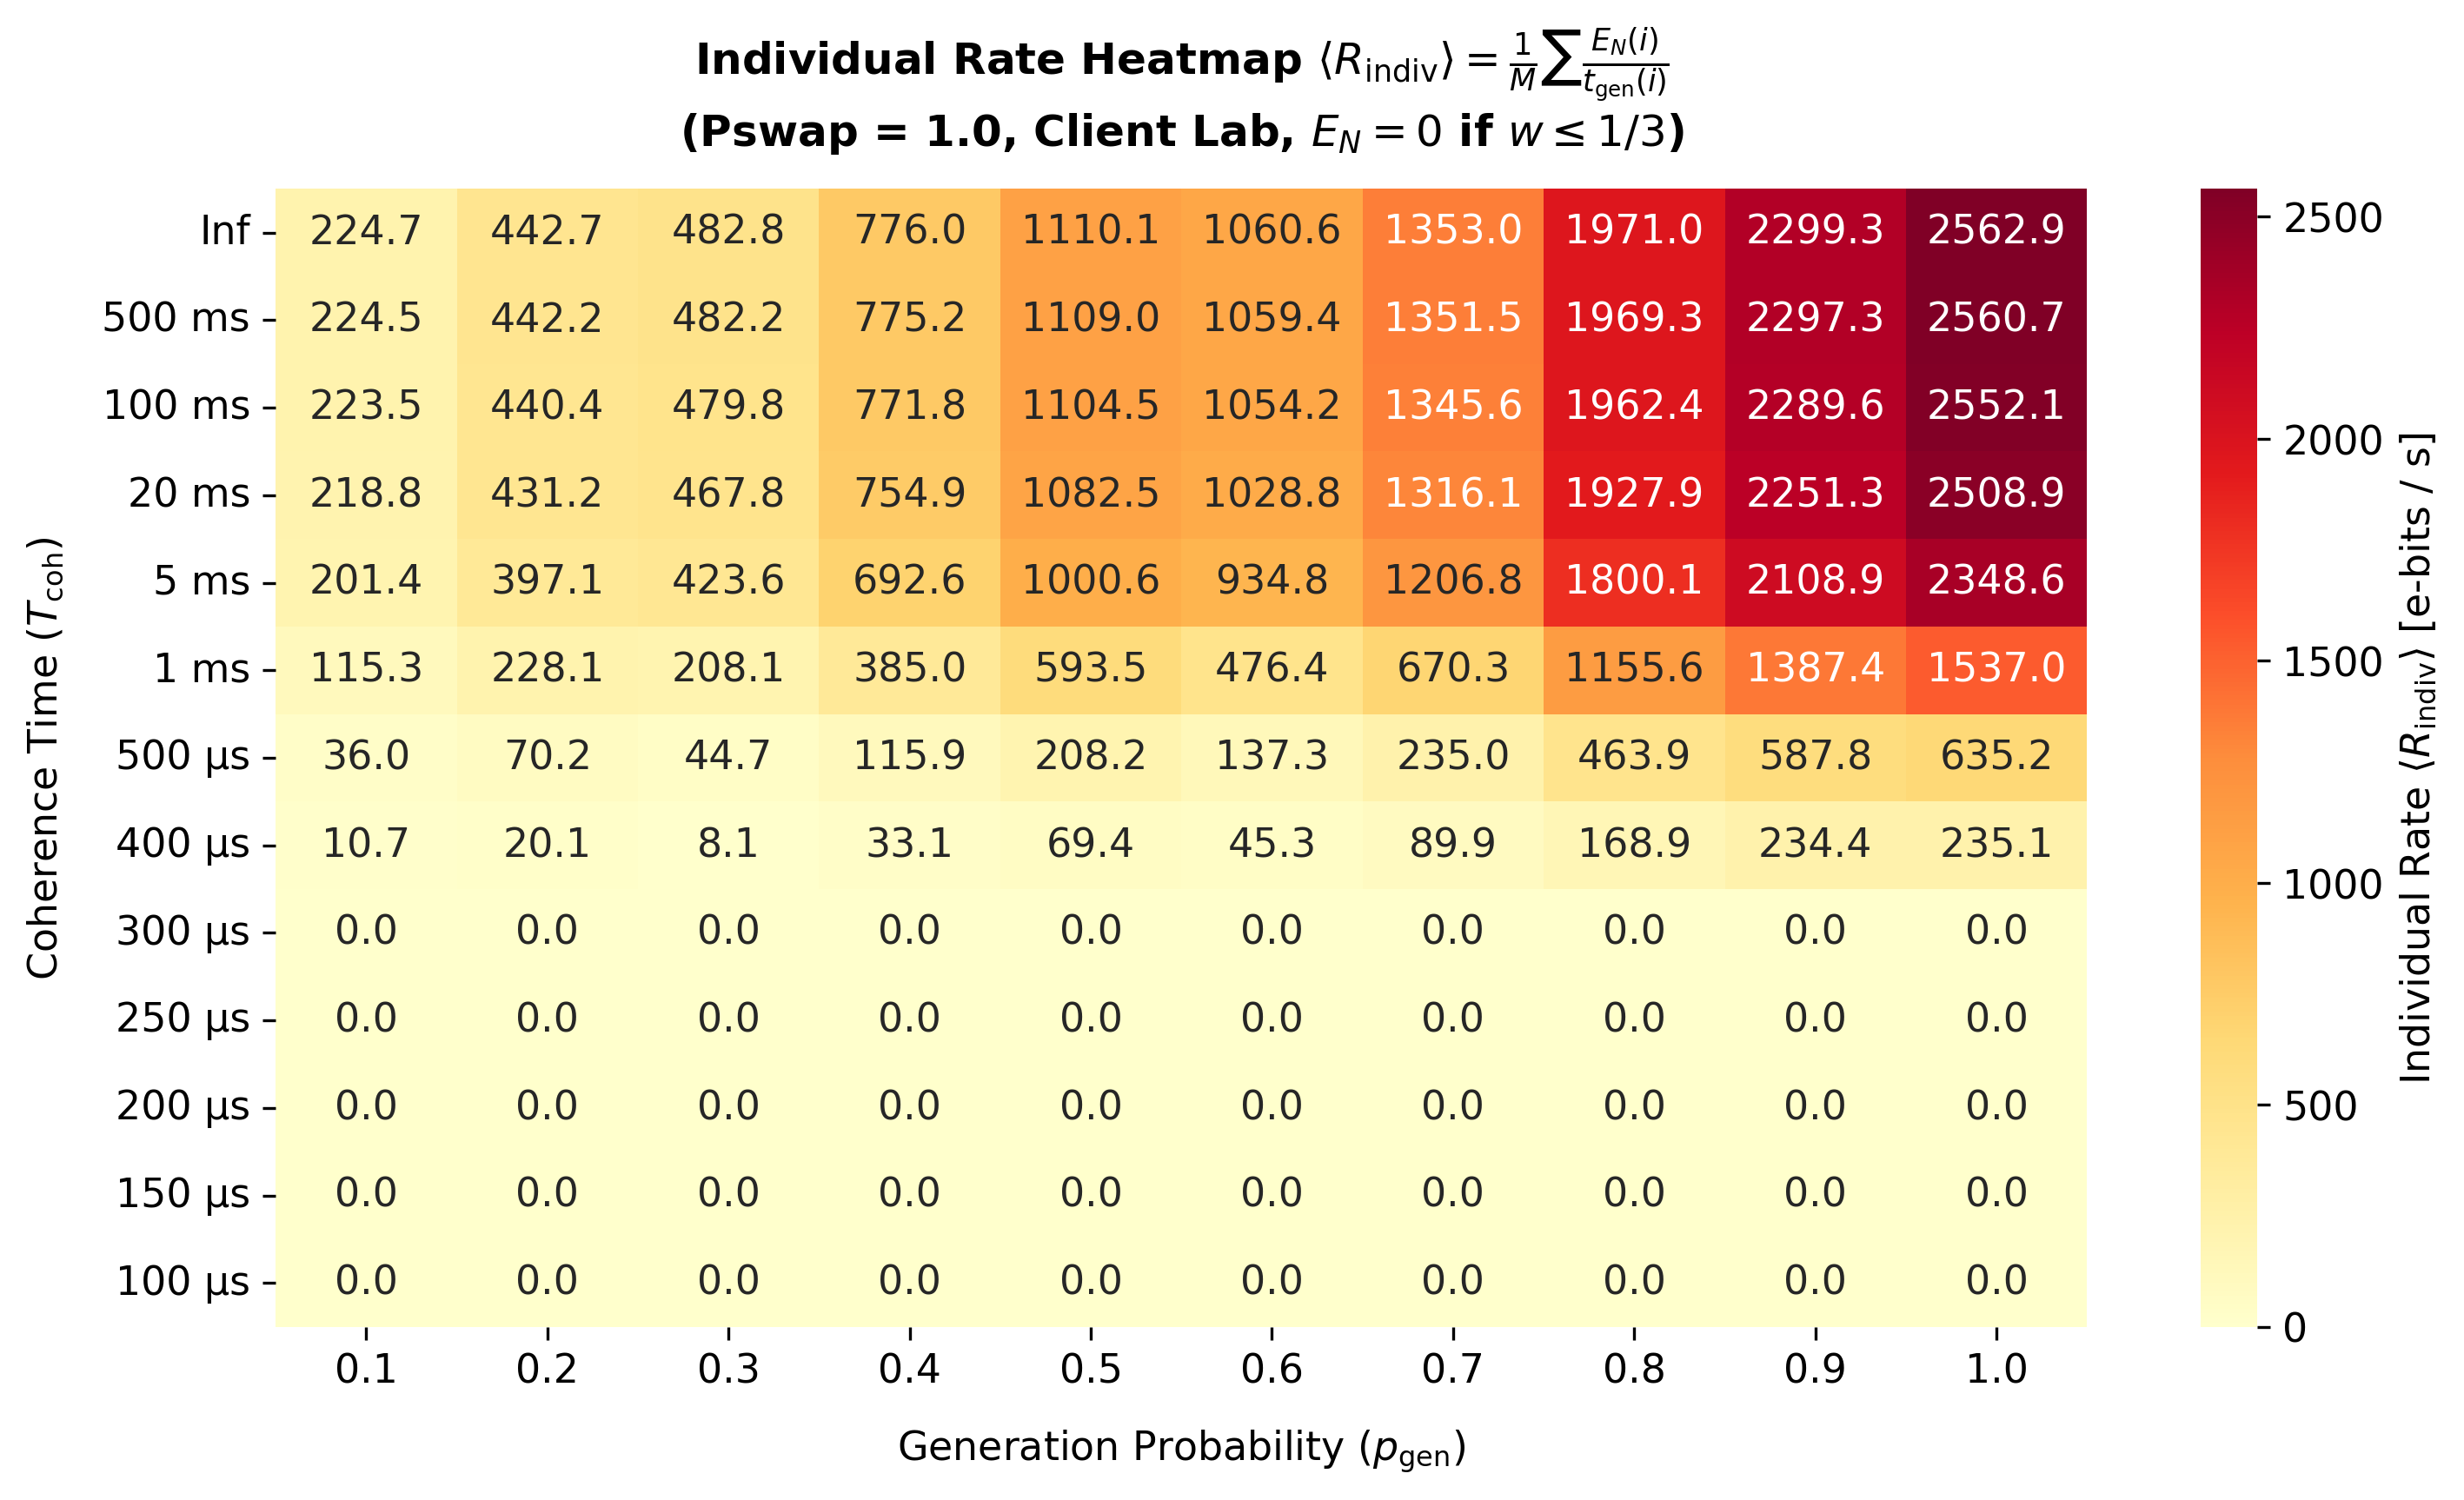 Individual Rate Heatmap ⟨R_indiv⟩ = 1/M ∑ E_N(i)/t_gen(i)
(Pswap = 1.0, Client Lab, E_N = 0 if w ≤ 1/3)
Inf 224.7 442.7 482.8 776.0 1110.1 1060.6 1353.0 1971.0 2299.3 2562.9
500 ms 224.5 442.2 482.2 775.2 1109.0 1059.4 1351.5 1969.3 2297.3 2560.7
100 ms 223.5 440.4 479.8 771.8 1104.5 1054.2 1345.6 1962.4 2289.6 2552.1
20 ms 218.8 431.2 467.8 754.9 1082.5 1028.8 1316.1 1927.9 2251.3 2508.9
5 ms 201.4 397.1 423.6 692.6 1000.6 934.8 1206.8 1800.1 2108.9 2348.6
1 ms 115.3 228.1 208.1 385.0 593.5 476.4 670.3 1155.6 1387.4 1537.0
500 µs 36.0 70.2 44.7 115.9 208.2 137.3 235.0 463.9 587.8 635.2
400 µs 10.7 20.1 8.1 33.1 69.4 45.3 89.9 168.9 234.4 235.1
300 µs 0.0 0.0 0.0 0.0 0.0 0.0 0.0 0.0 0.0 0.0
250 µs 0.0 0.0 0.0 0.0 0.0 0.0 0.0 0.0 0.0 0.0
200 µs 0.0 0.0 0.0 0.0 0.0 0.0 0.0 0.0 0.0 0.0
150 µs 0.0 0.0 0.0 0.0 0.0 0.0 0.0 0.0 0.0 0.0
100 µs 0.0 0.0 0.0 0.0 0.0 0.0 0.0 0.0 0.0 0.0
0.1 0.2 0.3 0.4 0.5 0.6 0.7 0.8 0.9 1.0
Generation Probability (p_gen)
Coherence Time (T_coh)
2500
2000
1500
1000
500
0
Individual Rate ⟨R_indiv⟩ [e-bits / s]